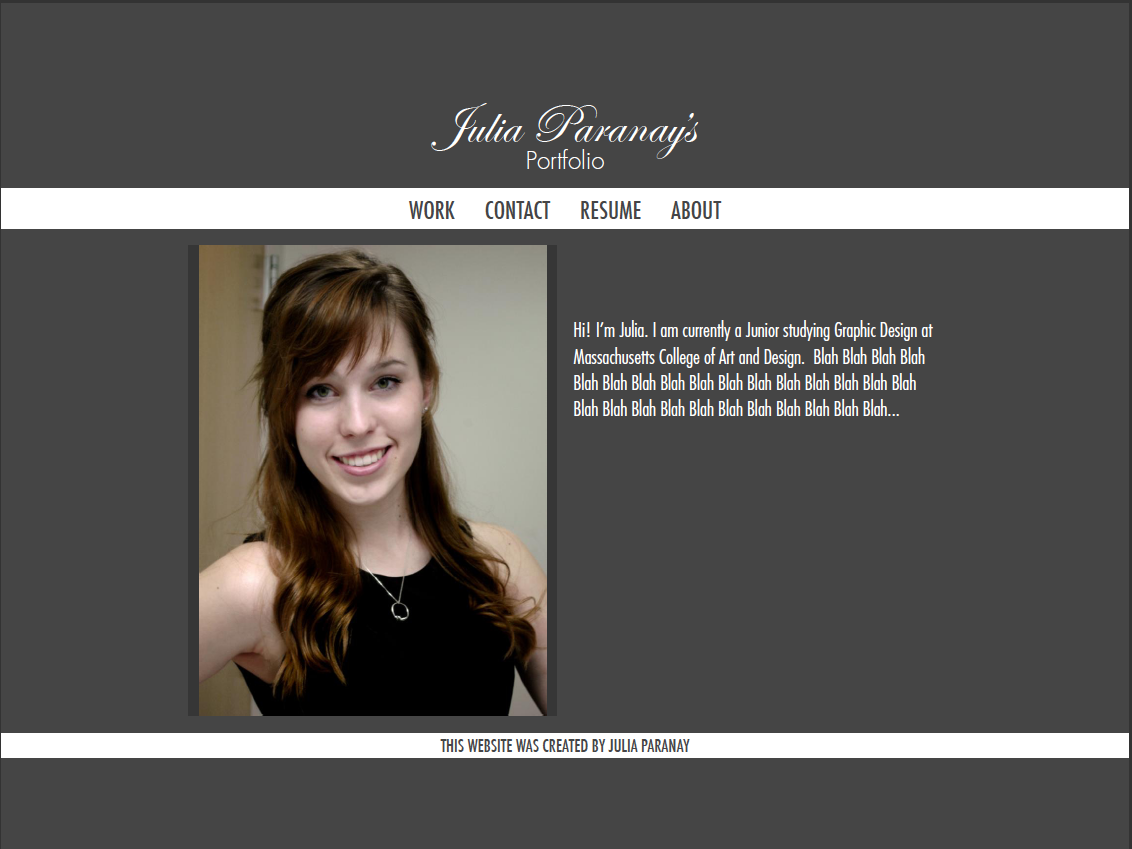 Julia Paranay's
Portfolio
WORK CONTACT RESUME ABOUT
Hi! I'm Julia. I am currently a Junior studying Graphic Design at
Massachusetts College of Art and Design.  Blah Blah Blah Blah
Blah Blah Blah Blah Blah Blah Blah Blah Blah Blah Blah Blah
Blah Blah Blah Blah Blah Blah Blah Blah Blah Blah Blah...
THIS WEBSITE WAS CREATED BY JULIA PARANAY